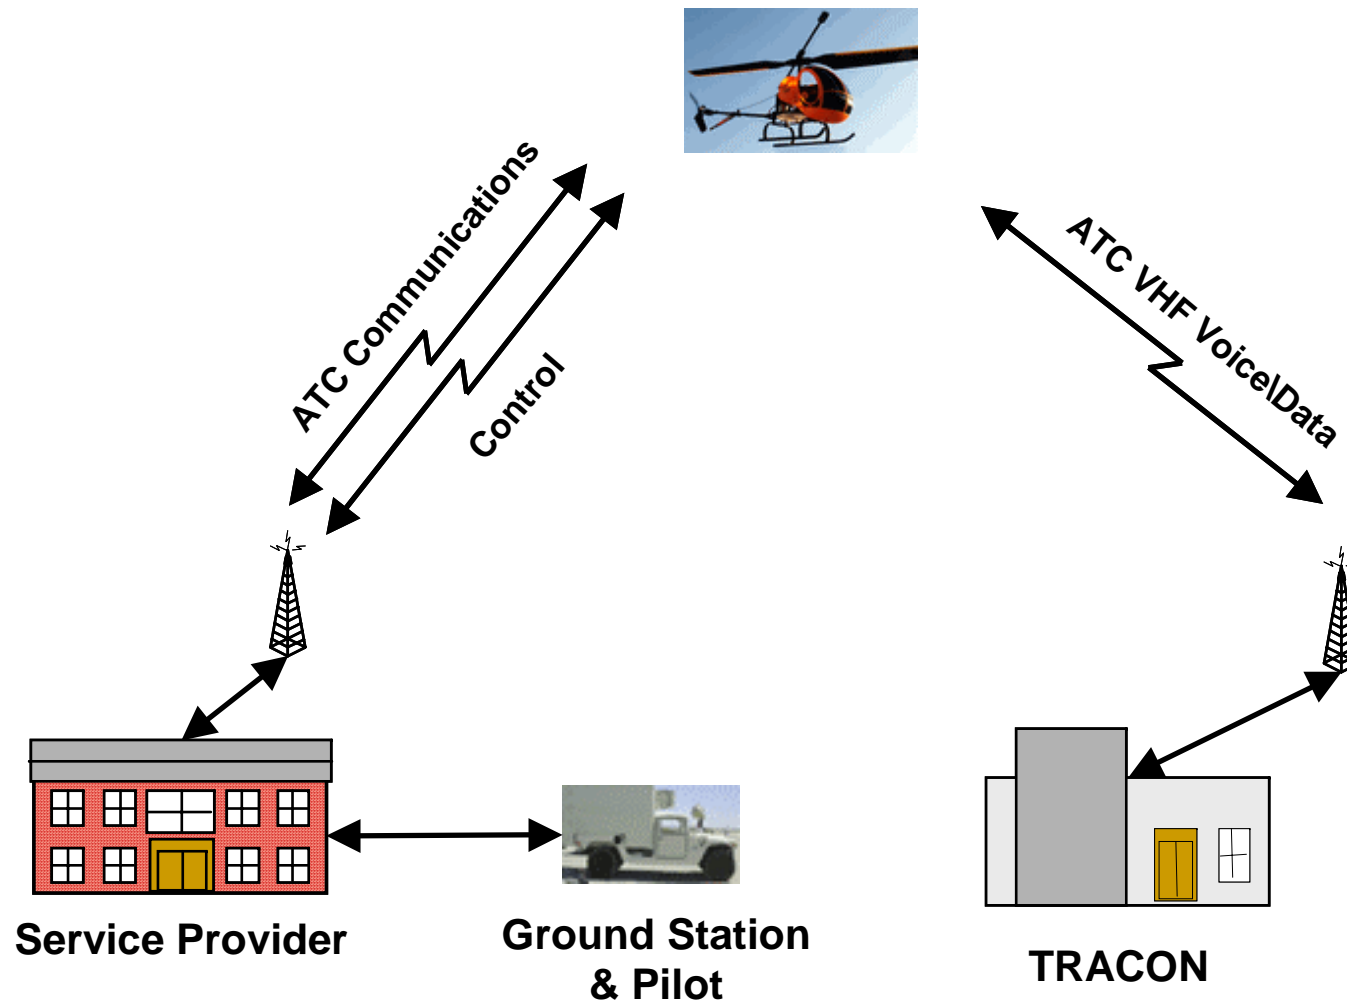 ATC Communications
Control
ATC VHF Voice\Data
Service Provider
Ground Station
& Pilot
TRACON